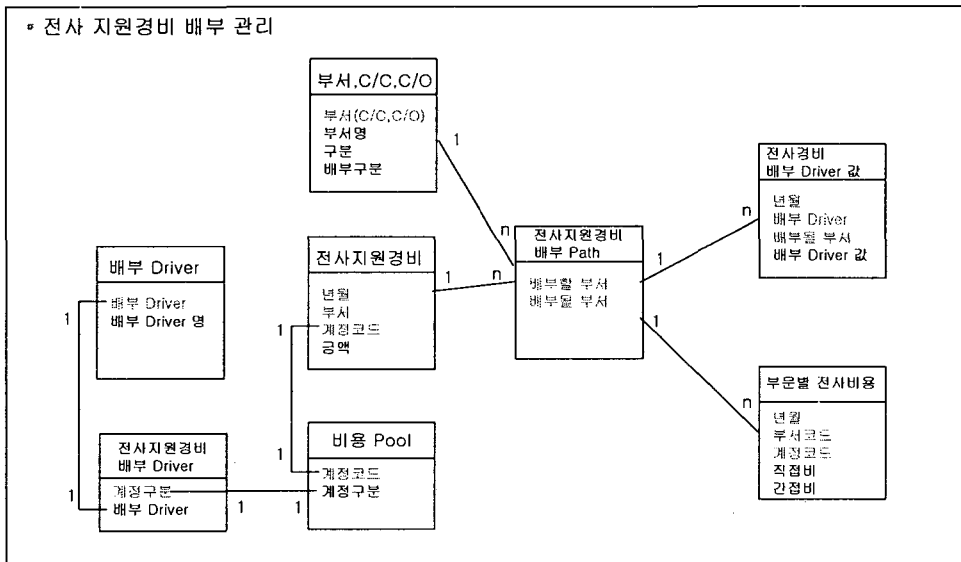 전사 지원경비 배부 관리
부서,C/C,C/O
부서(C/C,C/O)
부서명
구분
배부구분
1
n
전사경비
배부 Driver 값
년월
배부 Driver
배부될 부서
배부 Driver 값
n
1
전사지원경비
배부 Path
배부할 부서
배부될 부서
전사지원경비
년월
부서
계정코드
금액
1
n
1
배부 Driver
배부 Driver
배부 Driver 명
1
1
n
부문별 전사비용
년월
부서코드
계정코드
직접비
간접비
비용 Pool
계정코드
계정구분
1
1
전사지원경비
배부 Driver
계정구분
배부 Driver
1
1